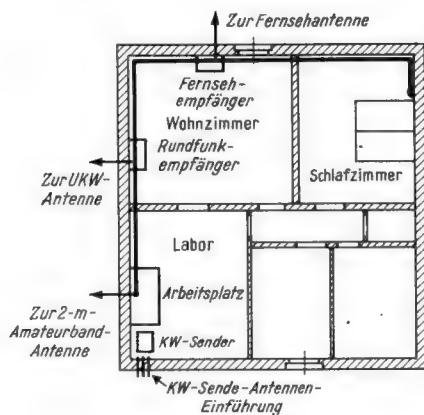 Zur Fernsehantenne
Fernseh-
empfänger
Wohnzimmer
Rundfunk-
empfänger
Schlafzimmer
Zur UKW-
Antenne
Labor
Arbeitsplatz
Zur 2-m-
Amateurband-
Antenne
KW-Sender
KW-Sende-Antennen-
Einführung